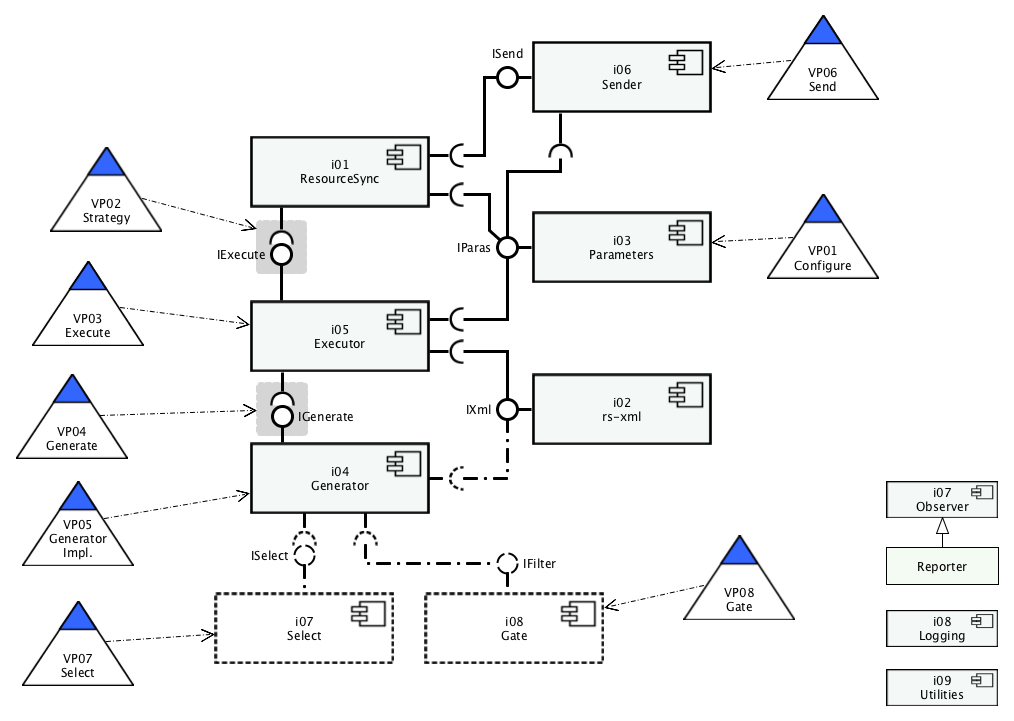 ISend
i06
Sender
VP06
Send
i01
ResourceSync
VP02
Strategy
IExecute
IParas
i03
Parameters
VP01
Configure
VP03
Execute
i05
Executor
VP04
Generate
IGenerate
IXml
i02
rs-xml
i04
Generator
VP05
Generator
Impl.
i07
Observer
Reporter
ISelect
IFilter
VP08
Gate
i07
Select
i08
Gate
VP07
Select
i08
Logging
i09
Utilities